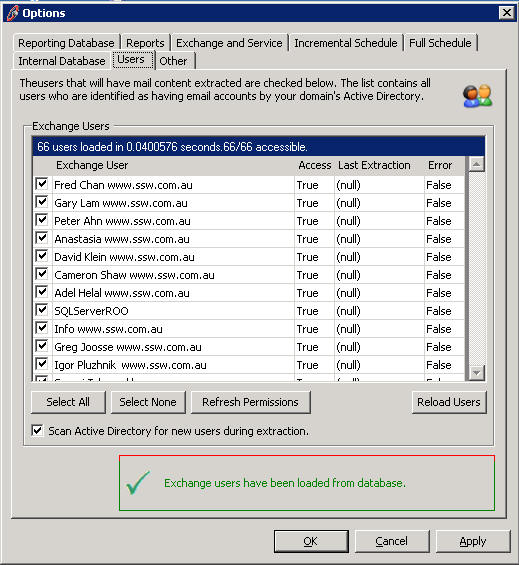 Options
Reporting Database Reports Exchange and Service Incremental Schedule Full Schedule
Internal Database Users Other
Theusers that will have mail content extracted are checked below. The list contains all
users who are identified as having email accounts by your domain's Active Directory.
Exchange Users
66 users loaded in 0.0400576 seconds.66/66 accessible.
Exchange User Access Last Extraction Error
Fred Chan www.ssw.com.au True (null) False
Gary Lam www.ssw.com.au True (null) False
Peter Ahn www.ssw.com.au True (null) False
Anastasia www.ssw.com.au True (null) False
David Klein www.ssw.com.au True (null) False
Cameron Shaw www.ssw.com.au True (null) False
Adel Helal www.ssw.com.au True (null) False
SQLServerROO True (null) False
Info www.ssw.com.au True (null) False
Greg Joosse www.ssw.com.au True (null) False
Igor Pluzhnik www.ssw.com.au True (null) False
Select All Select None Refresh Permissions Reload Users
Scan Active Directory for new users during extraction.
Exchange users have been loaded from database.
OK Cancel Apply